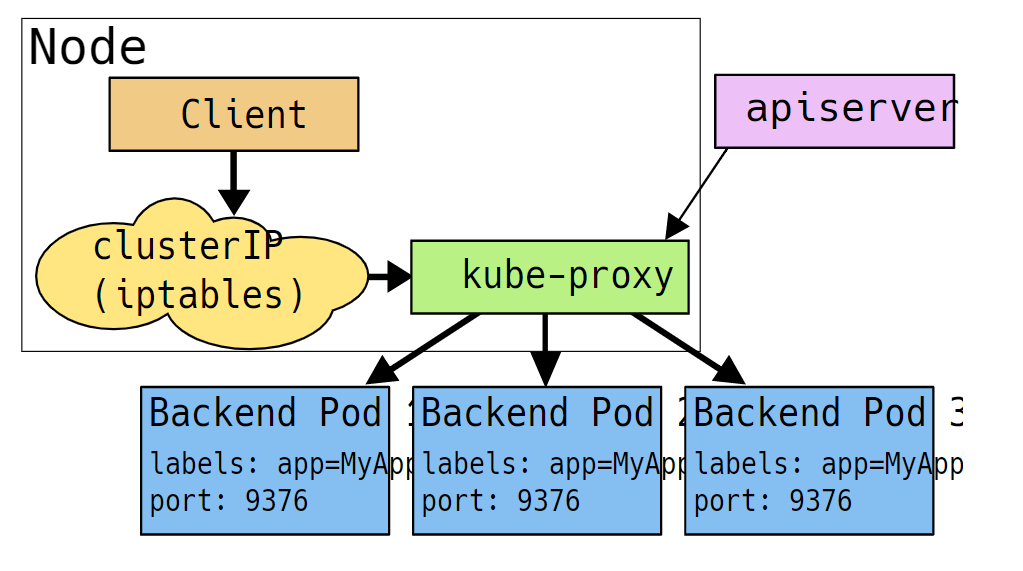 Node
Client
apiserver
clusterIP
(iptables)
kube-proxy
Backend Pod 1
labels: app=MyApp
port: 9376
Backend Pod 2
labels: app=MyApp
port: 9376
Backend Pod 3
labels: app=MyApp
port: 9376